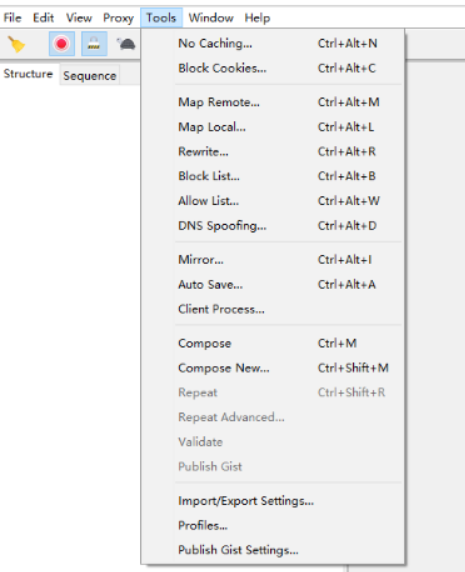 File Edit View Proxy Tools Window Help
Structure Sequence
No Caching... Ctrl+Alt+N
Block Cookies... Ctrl+Alt+C
Map Remote... Ctrl+Alt+M
Map Local... Ctrl+Alt+L
Rewrite... Ctrl+Alt+R
Block List... Ctrl+Alt+B
Allow List... Ctrl+Alt+W
DNS Spoofing... Ctrl+Alt+D
Mirror... Ctrl+Alt+I
Auto Save... Ctrl+Alt+A
Client Process...
Compose Ctrl+M
Compose New... Ctrl+Shift+M
Repeat Ctrl+Shift+R
Repeat Advanced...
Validate
Publish Gist
Import/Export Settings...
Profiles...
Publish Gist Settings...